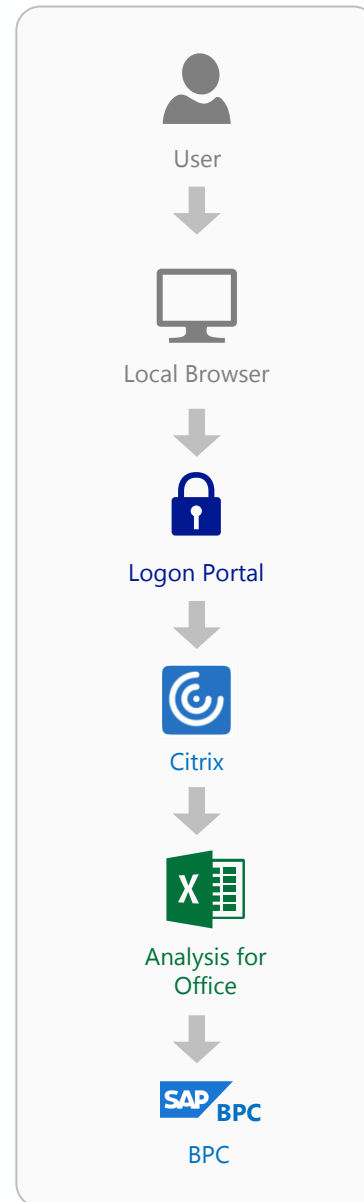 User
Local Browser
Logon Portal
Citrix
X
Analysis for
Office
SAP BPC
BPC